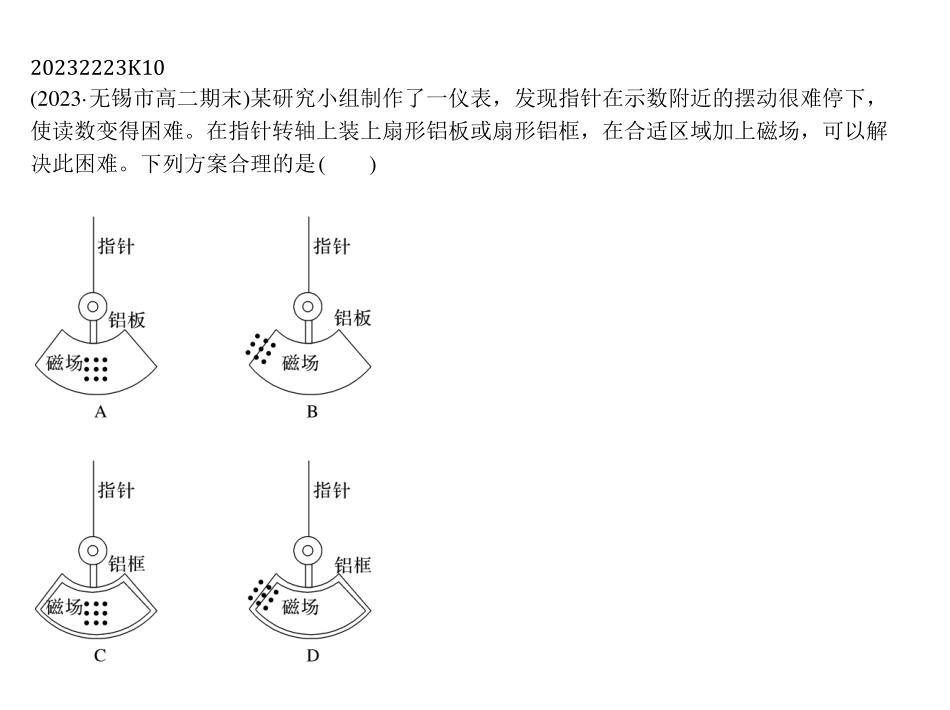 20232223K10
(2023·无锡市高二期末)某研究小组制作了一仪表，发现指针在示数附近的摆动很难停下，
使读数变得困难。在指针转轴上装上扇形铝板或扇形铝框，在合适区域加上磁场，可以解
决此困难。下列方案合理的是(　　)
指针
指针
铝板
铝板
磁场
磁场
A
B
指针
指针
铝框
铝框
磁场
磁场
C
D